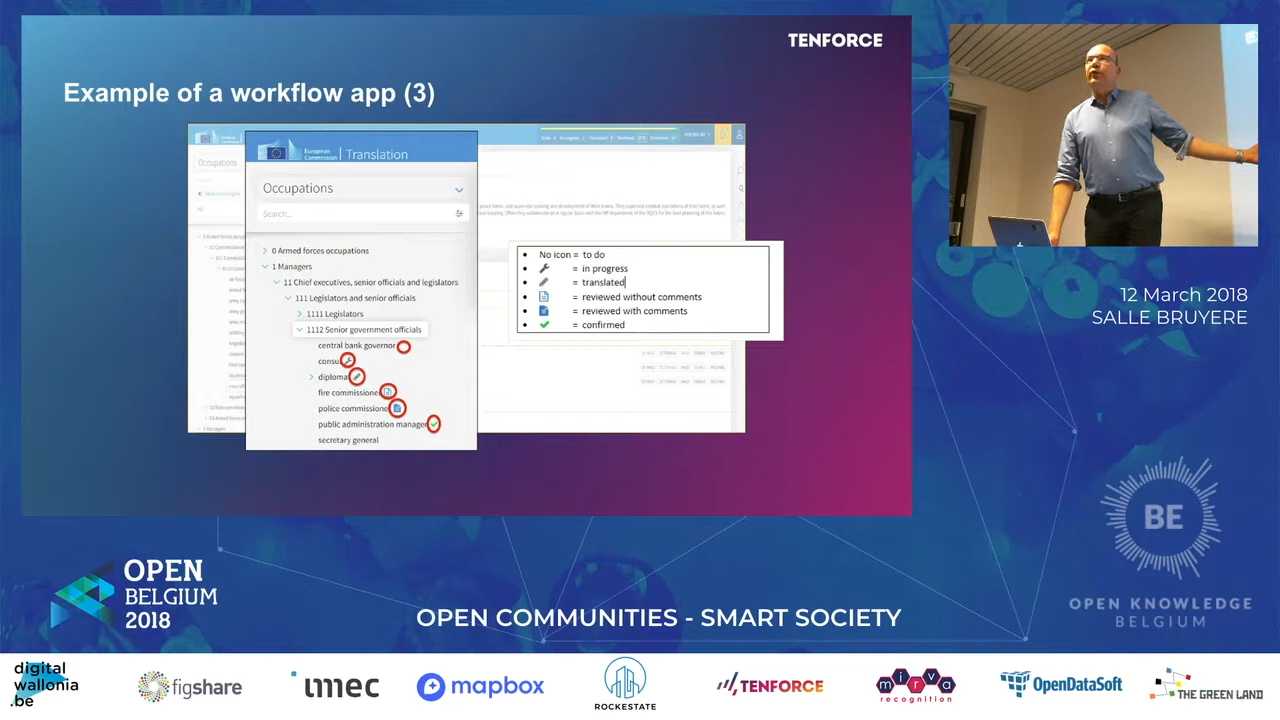 TENFORCE
Example of a workflow app (3)
European
Commission
Translation
Occupations
Occupations
Search...
0 Armed forces occupations
1 Managers
11 Chief executives, senior officials and legislators
111 Legislators and senior officials
1111 Legislators
1112 Senior government officials
central bank governor
consu
diploma
fire commissione
police commissione
public administration manager
secretary general
No icon = to do
= in progress
= translated
= reviewed without comments
= reviewed with comments
= confirmed
12 March 2018
SALLE BRUYERE
BE
OPEN KNOWLEDGE
BELGIUM
OPEN
BELGIUM
2018
OPEN COMMUNITIES - SMART SOCIETY
digital
wallonia
.be
figshare
imec
mapbox
ROCKESTATE
TENFORCE
mirva
recognition
OpenDataSoft
THE GREEN LAND